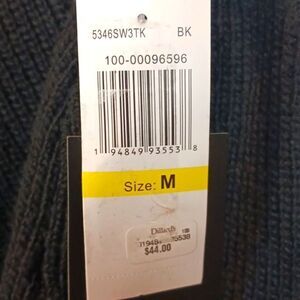 5346SW3TK BK
100-00096596
1 94849 93553 8
Size: M
Dillard's
$44.00